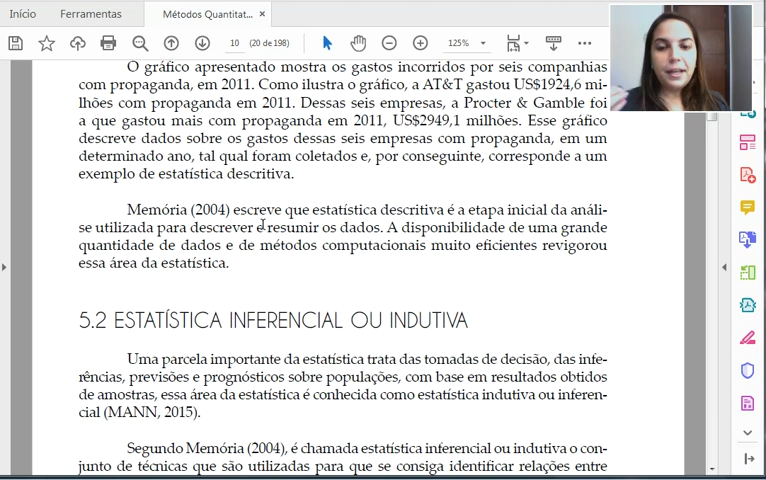 Início
Ferramentas
Métodos Quantitat...
×
10
(20 de 198)
125%
O gráfico apresentado mostra os gastos incorridos por seis companhias
com propaganda, em 2011. Como ilustra o gráfico, a AT&T gastou US$1924,6 mi-
lhões com propaganda em 2011. Dessas seis empresas, a Procter & Gamble foi
a que gastou mais com propaganda em 2011, US$2949,1 milhões. Esse gráfico
descreve dados sobre os gastos dessas seis empresas com propaganda, em um
determinado ano, tal qual foram coletados e, por conseguinte, corresponde a um
exemplo de estatística descritiva.
Memória (2004) escreve que estatística descritiva é a etapa inicial da análi-
se utilizada para descrever e resumir os dados. A disponibilidade de uma grande
quantidade de dados e de métodos computacionais muito eficientes revigorou
essa área da estatística.
5.2 ESTATÍSTICA INFERENCIAL OU INDUTIVA
Uma parcela importante da estatística trata das tomadas de decisão, das infe-
rências, previsões e prognósticos sobre populações, com base em resultados obtidos
de amostras, essa área da estatística é conhecida como estatística indutiva ou inferen-
cial (MANN, 2015).
Segundo Memória (2004), é chamada estatística inferencial ou indutiva o con-
junto de técnicas que são utilizadas para que se consiga identificar relações entre